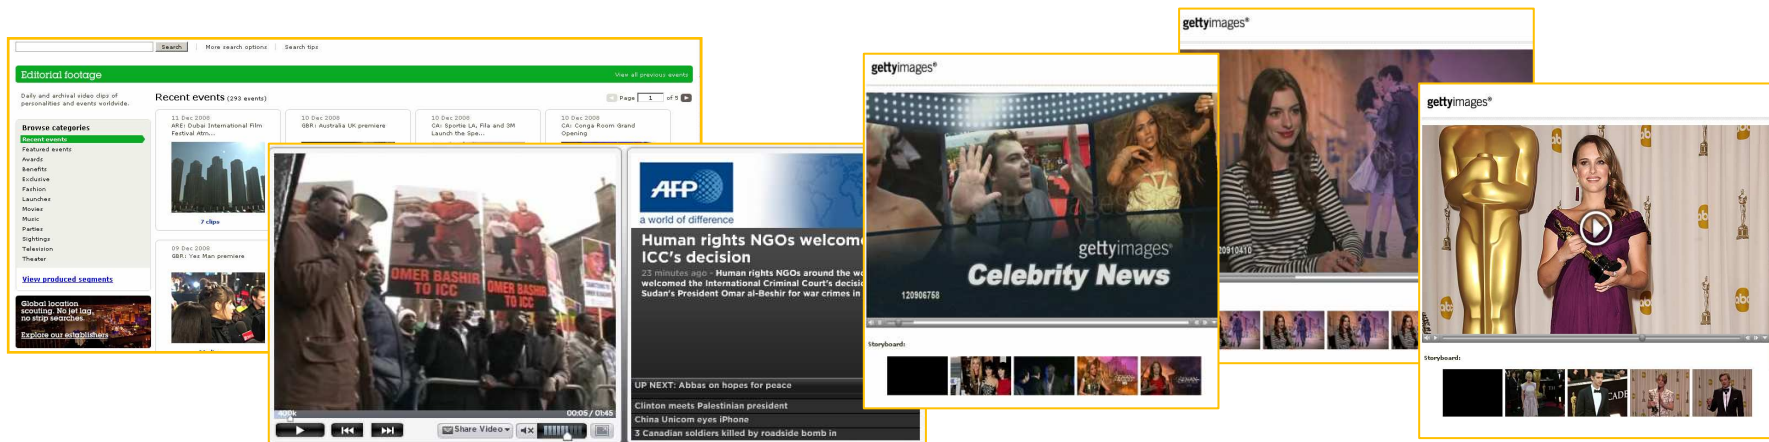 Search
More search options
Search tips
Editorial footage
View all previous events
Daily and archival video clips of
personalities and events worldwide.
Recent events (293 events)
Page 1 of 5
Browse categories
Recent events
Featured events
Awards
Benefits
Exclusive
Fashion
Launches
Movies
Music
Parties
Sightings
Television
Theater
View produced segments
Global location
scouting. No jet lag,
no strip searches.
Explore our establishers
11 Dec 2008
ARE: Dubai International Film
Festival Atm...
7 clips
10 Dec 2008
GBR: Australia UK premiere
10 Dec 2008
CA: Sportie LA, Fila and 3M
Launch the Spe...
10 Dec 2008
CA: Conga Room Grand
Opening
09 Dec 2008
GBR: Yes Man premiere
OMER BASHIR
TO ICC
OMER BASHIR
TO ICC
400k
00:05 / 01:45
Share Video
AFP
a world of difference
Human rights NGOs welcom
ICC's decision
23 minutes ago - Human rights NGOs around the wo
welcomed the International Criminal Court's decisi
Sudan's President Omar al-Beshir for war crimes in
UP NEXT: Abbas on hopes for peace
Clinton meets Palestinian president
China Unicom eyes iPhone
3 Canadian soldiers killed by roadside bomb in
gettyimages®
gettyimages®
Celebrity News
120906758
Storyboard:
gettyimages®
20910410
gettyimages®
abc
abc
Storyboard: